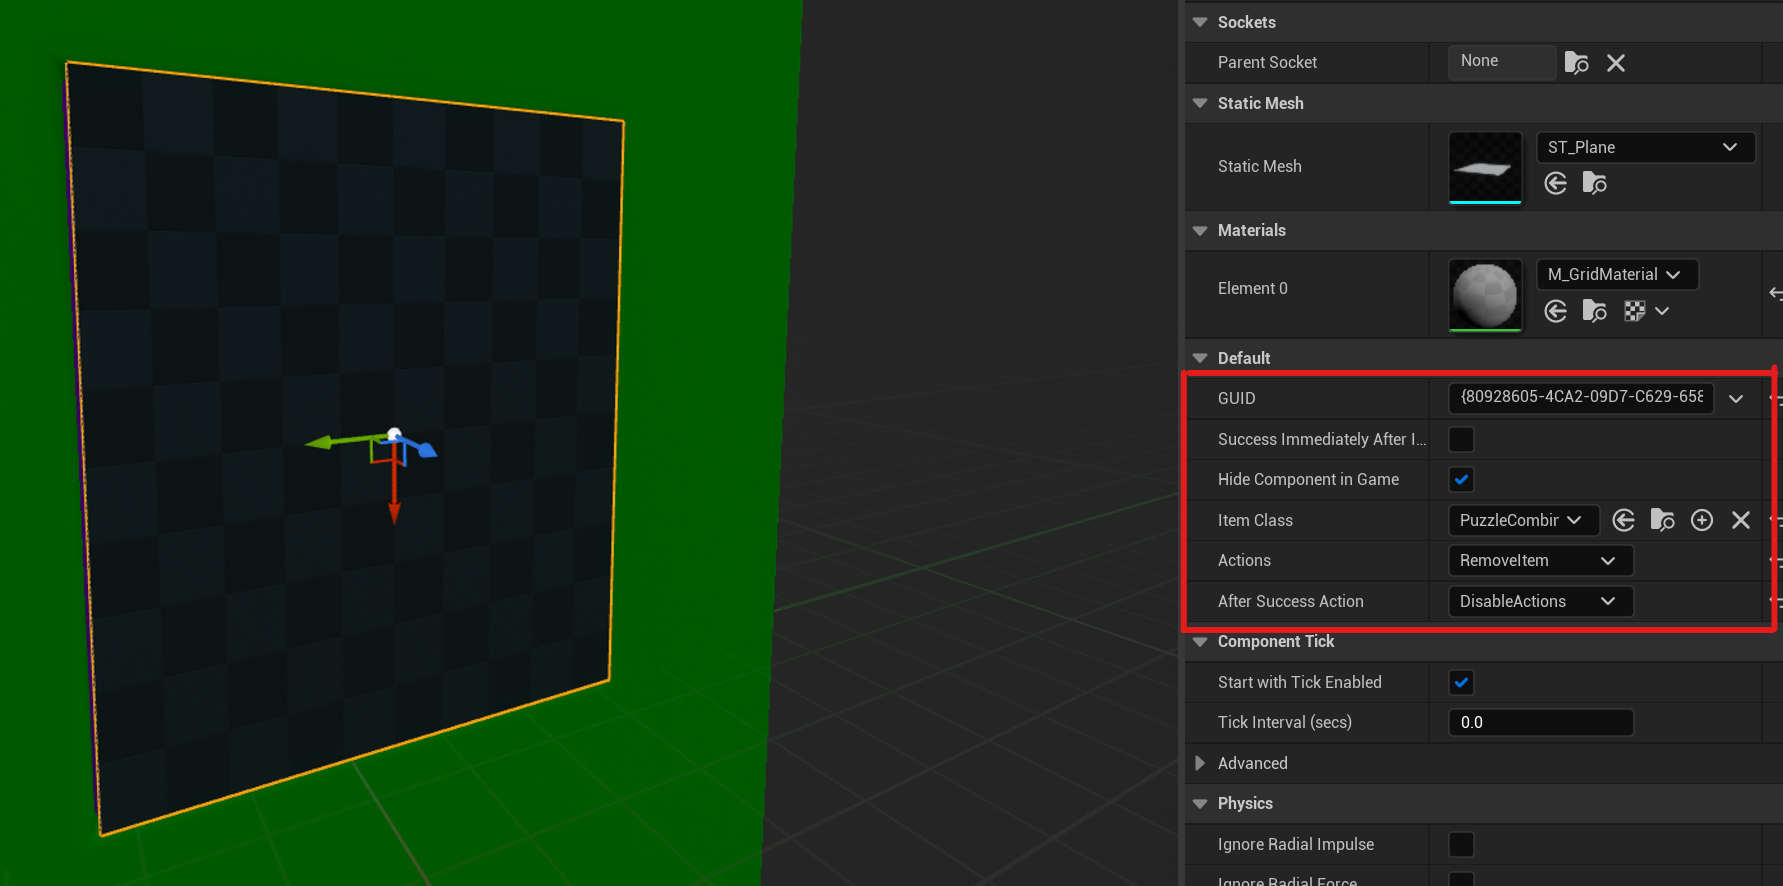 Sockets
Parent Socket None
Static Mesh
Static Mesh ST_Plane
Materials
Element 0 M_GridMaterial
Default
GUID {80928605-4CA2-09D7-C629-658
Success Immediately After I...
Hide Component in Game
Item Class PuzzleCombir
Actions RemoveItem
After Success Action DisableActions
Component Tick
Start with Tick Enabled
Tick Interval (secs) 0.0
Advanced
Physics
Ignore Radial Impulse
Ignore Radial Force